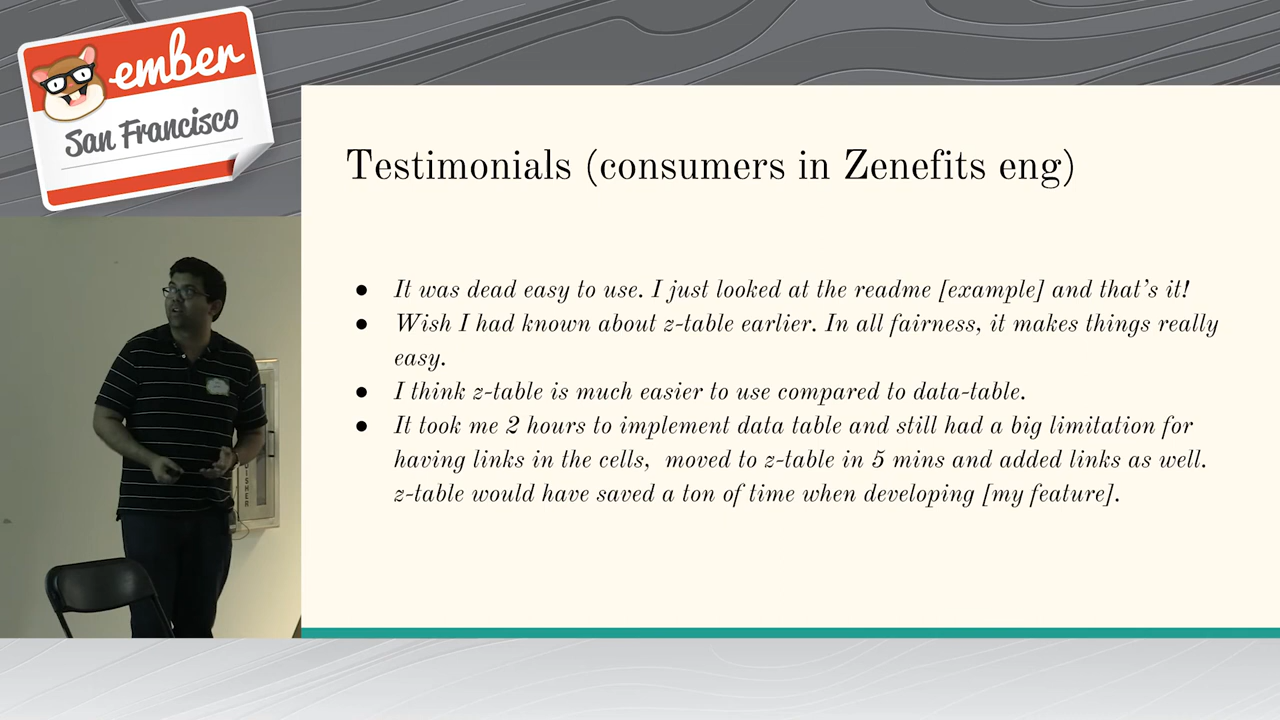 ember
San Francisco
Testimonials (consumers in Zenefits eng)
● It was dead easy to use. I just looked at the readme [example] and that's it!
● Wish I had known about z-table earlier. In all fairness, it makes things really
easy.
● I think z-table is much easier to use compared to data-table.
● It took me 2 hours to implement data table and still had a big limitation for
having links in the cells,  moved to z-table in 5 mins and added links as well.
z-table would have saved a ton of time when developing [my feature].